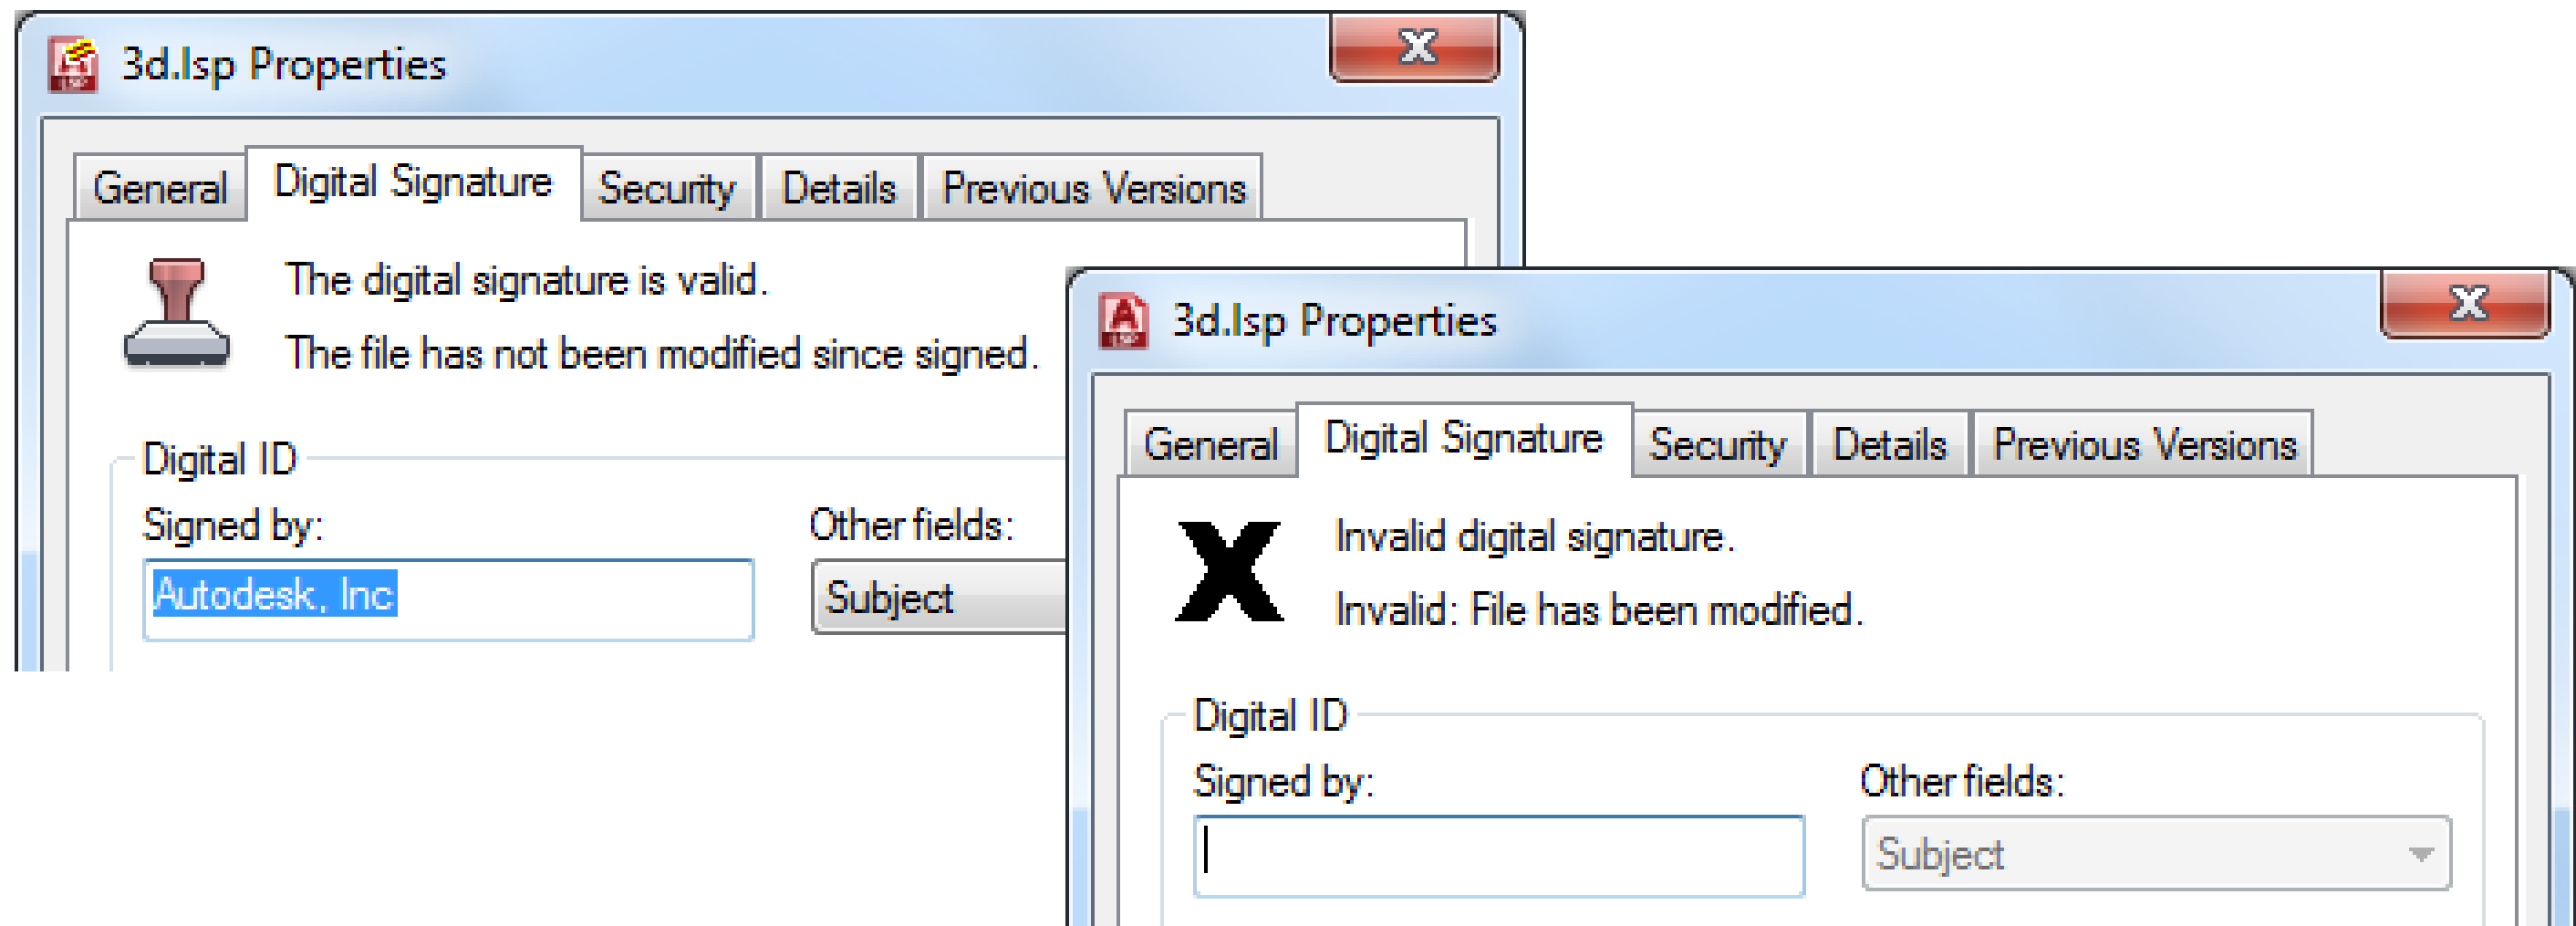 3d.lsp Properties
General Digital Signature Security Details Previous Versions
The digital signature is valid.
The file has not been modified since signed.
Digital ID
Signed by: Other fields:
Autodesk, Inc Subject
3d.lsp Properties
General Digital Signature Security Details Previous Versions
Invalid digital signature.
Invalid: File has been modified.
Digital ID
Signed by: Other fields:
Subject